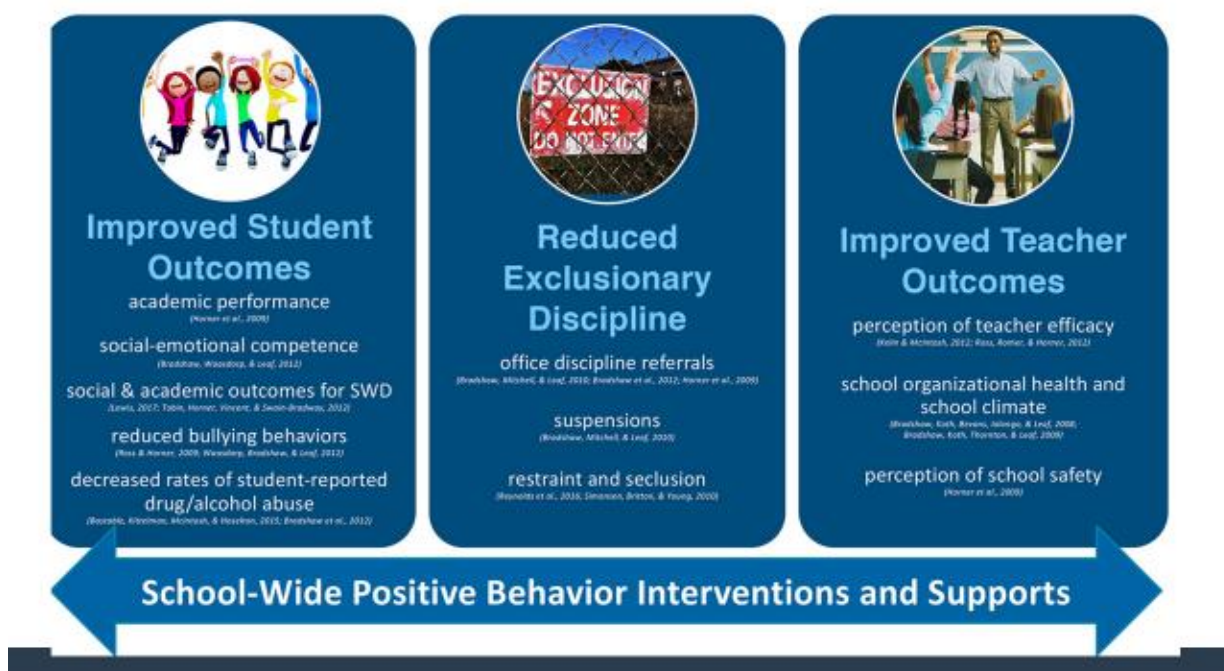 Improved Student
Outcomes
academic performance
(Horner et al., 2009)
social-emotional competence
(Bradshaw, Waasdorp, & Leaf, 2012)
social & academic outcomes for SWD
(Lewis, 2017; Tobin, Horner, Vincent, & Swain-Bradway, 2012)
reduced bullying behaviors
(Ross & Horner, 2009; Waasdorp, Bradshaw, & Leaf, 2012)
decreased rates of student-reported
drug/alcohol abuse
McIntosh, & Hoselton, 2015; Bradshaw et al., 2012)
EXCLUSION
ZONE
DO NOT ENTER
Reduced
Exclusionary
Discipline
office discipline referrals
(Bradshaw, Mitchell, & Leaf, 2010; Bradshaw et al., 2012; Horner et al., 2009)
suspensions
(Bradshaw, Mitchell, & Leaf, 2010)
restraint and seclusion
(Reynolds et al., 2016; Simonsen, Britton, & Young, 2010)
Improved Teacher
Outcomes
perception of teacher efficacy
(Kelm & McIntosh, 2012; Ross, Romer, & Horner, 2012)
school organizational health and
school climate
(Bradshaw, Koth, Bevans, Ialongo, & Leaf, 2008;
Bradshaw, Koth, Thornton, & Leaf, 2009)
perception of school safety
(Horner et al., 2009)
School-Wide Positive Behavior Interventions and Supports